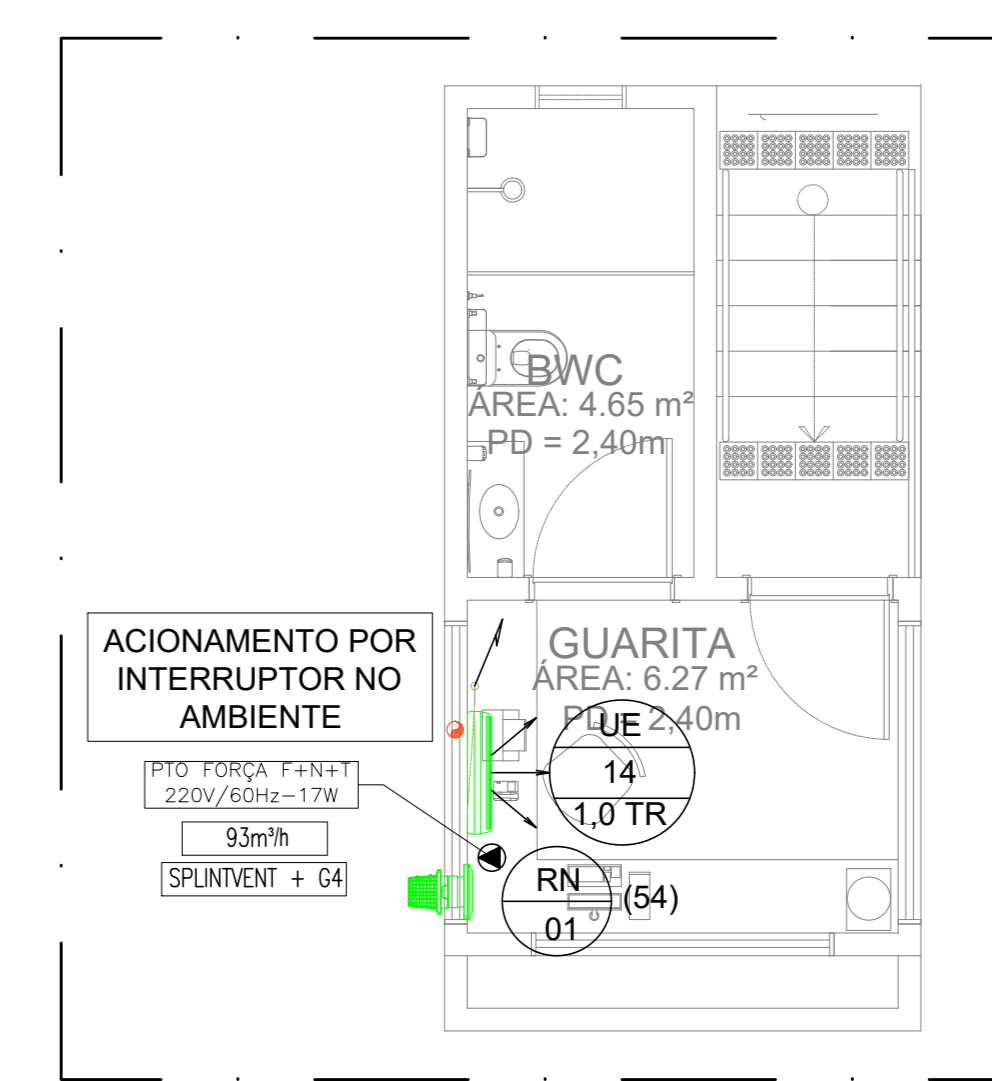 BWC
ÁREA: 4.65 m²
PD = 2,40m
ACIONAMENTO POR
INTERRUPTOR NO
AMBIENTE
GUARITA
ÁREA: 6.27 m²
PD = 2,40m
UE
14
1,0 TR
PTO FORÇA F+N+T
220V/60Hz-17W
93m³/h
SPLINTVENT + G4
RN
01
(54)